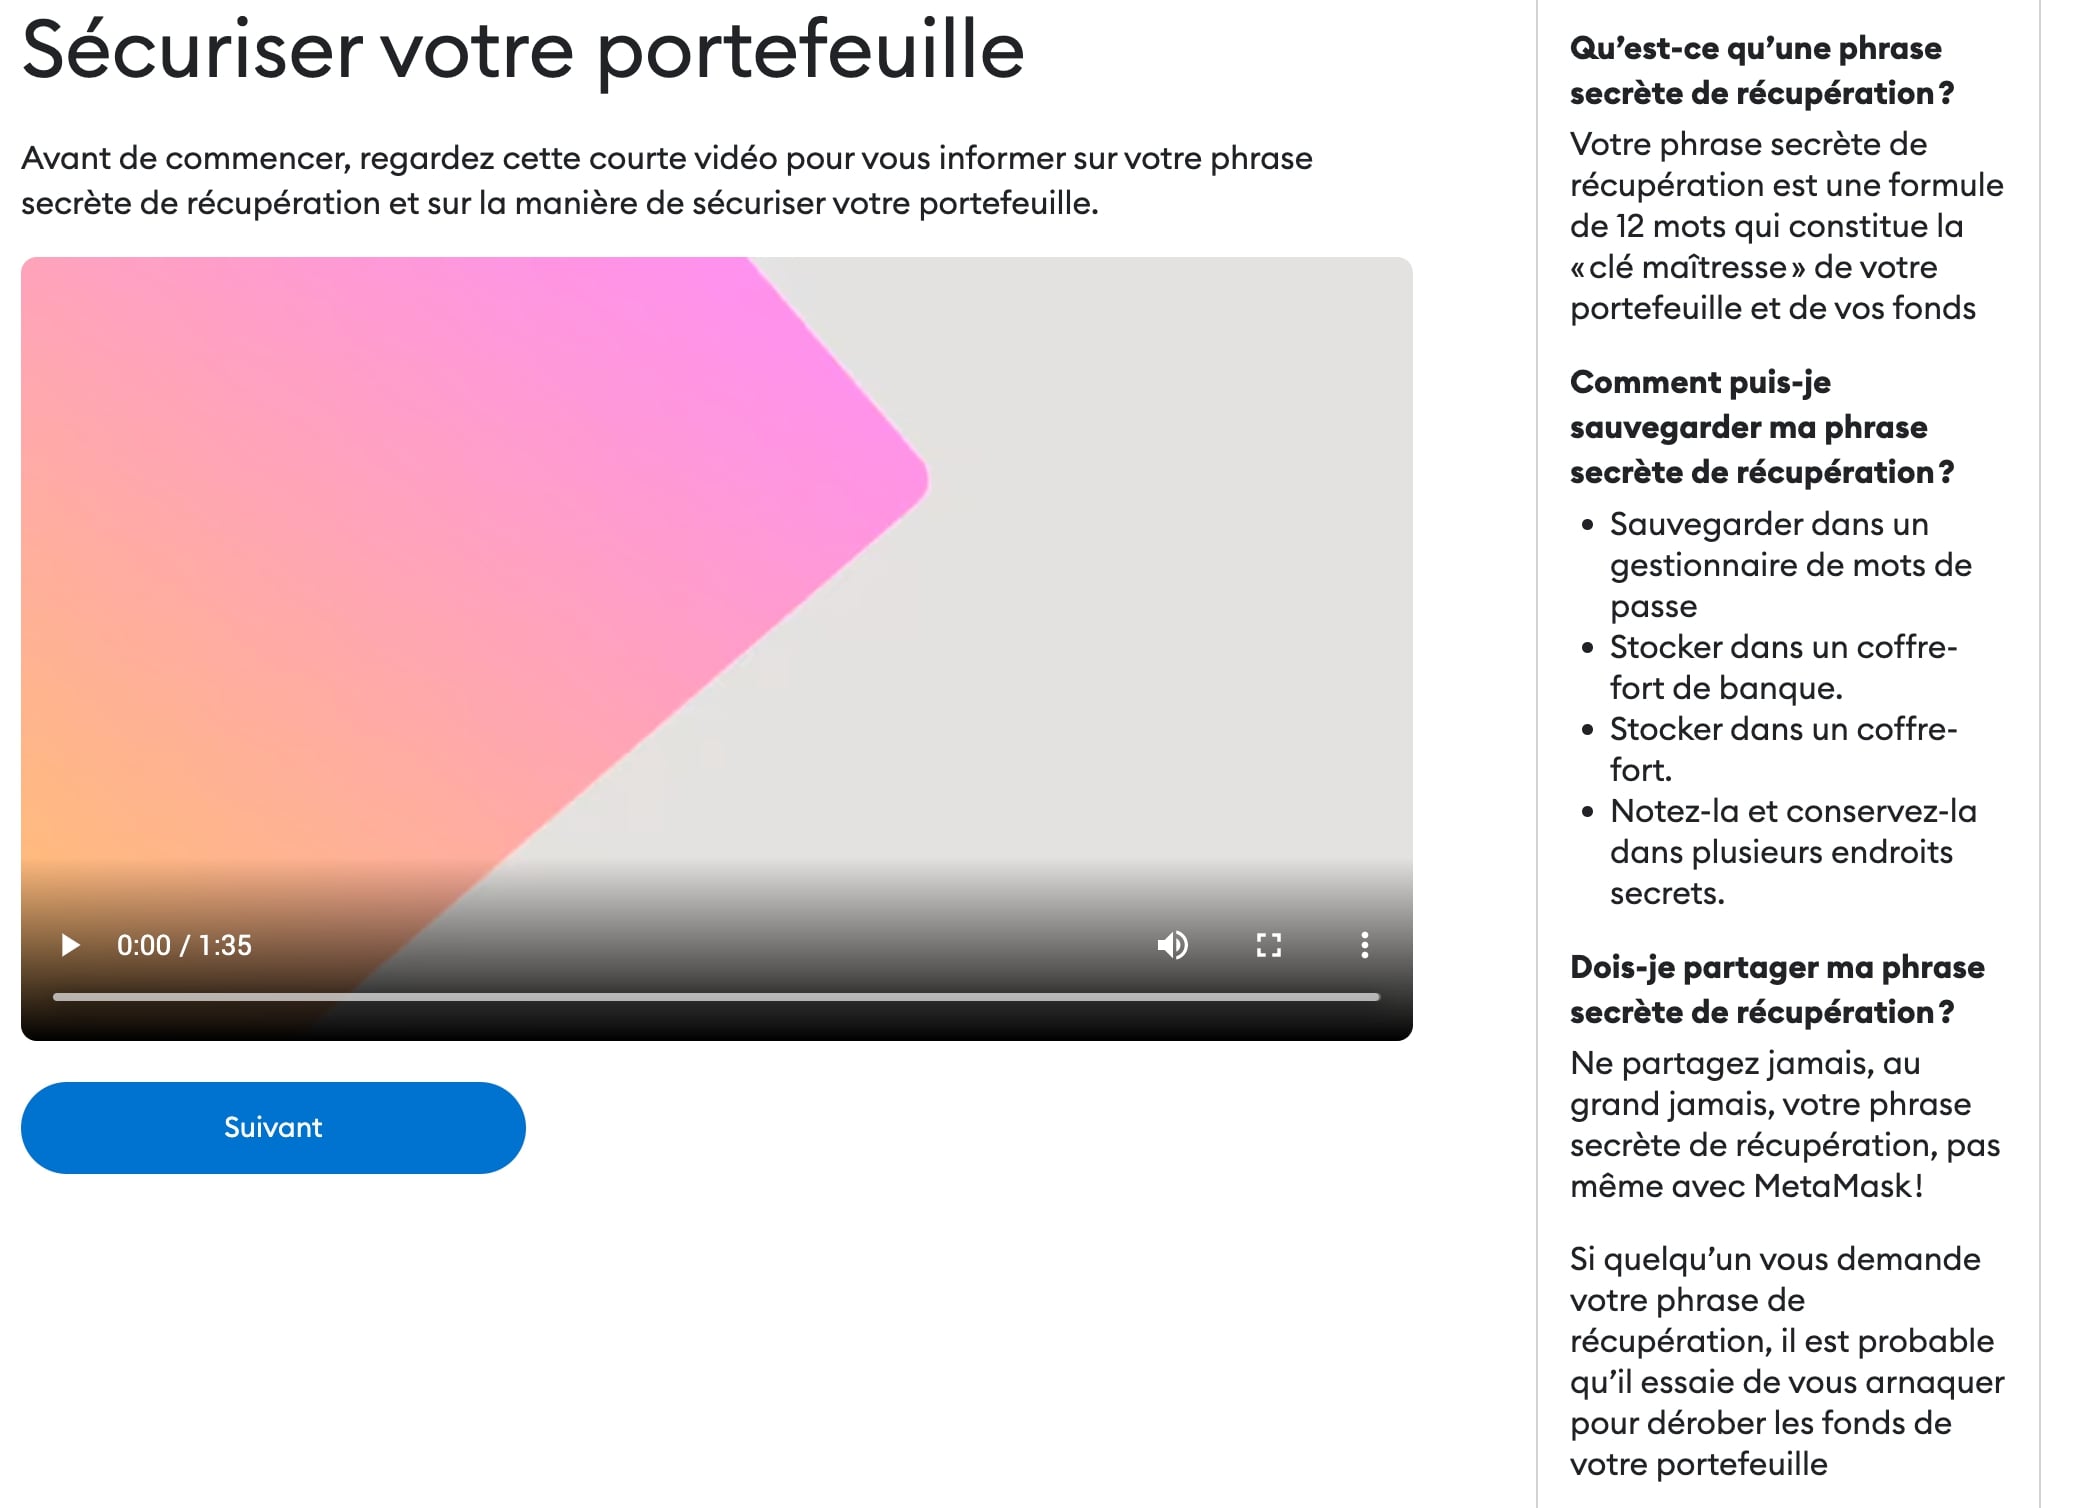 Sécuriser votre portefeuille
Avant de commencer, regardez cette courte vidéo pour vous informer sur votre phrase
secrète de récupération et sur la manière de sécuriser votre portefeuille.
0:00 / 1:35
Suivant
Qu’est-ce qu’une phrase
secrète de récupération ?
Votre phrase secrète de
récupération est une formule
de 12 mots qui constitue la
« clé maîtresse » de votre
portefeuille et de vos fonds
Comment puis-je
sauvegarder ma phrase
secrète de récupération ?
• Sauvegarder dans un
gestionnaire de mots de
passe
• Stocker dans un coffre-
fort de banque.
• Stocker dans un coffre-
fort.
• Notez-la et conservez-la
dans plusieurs endroits
secrets.
Dois-je partager ma phrase
secrète de récupération ?
Ne partagez jamais, au
grand jamais, votre phrase
secrète de récupération, pas
même avec MetaMask !
Si quelqu’un vous demande
votre phrase de
récupération, il est probable
qu’il essaie de vous arnaquer
pour dérober les fonds de
votre portefeuille